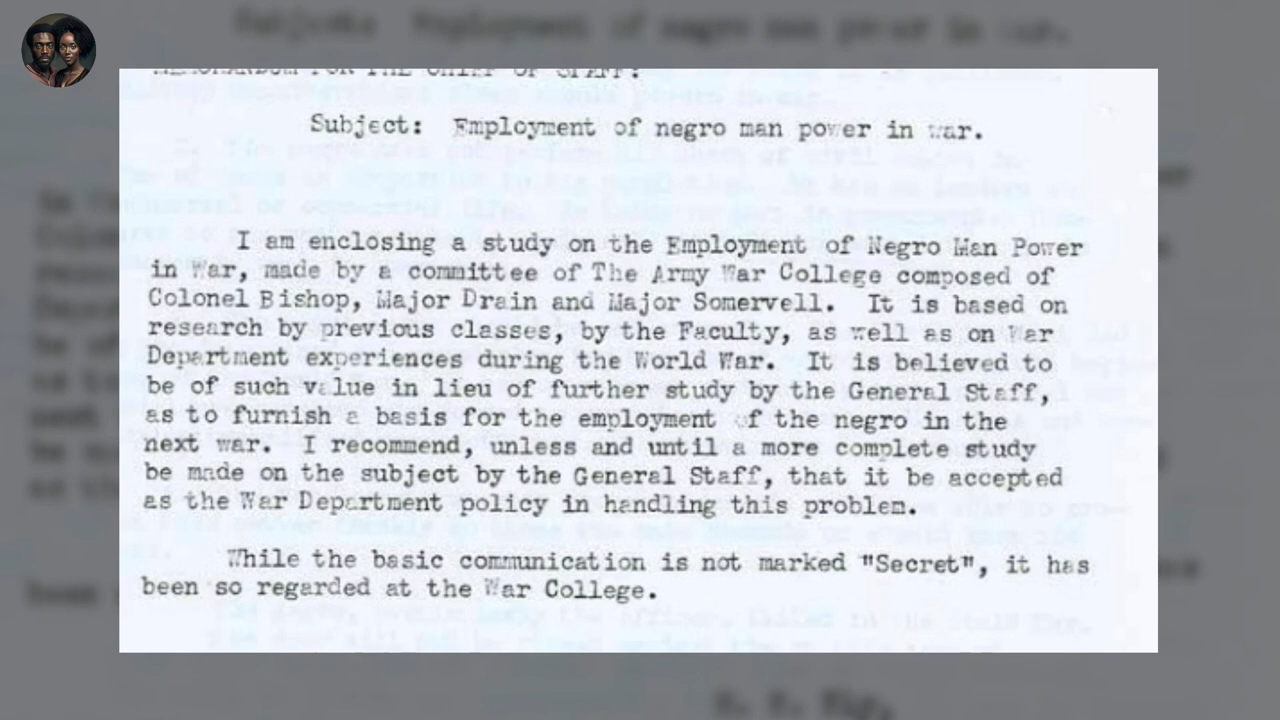 MEMORANDUM FOR THE CHIEF OF STAFF:
Subject: Employment of negro man power in war.
I am enclosing a study on the Employment of Negro Man Power
in War, made by a committee of The Army War College composed of
Colonel Bishop, Major Drain and Major Somervell. It is based on
research by previous classes, by the Faculty, as well as on War
Department experiences during the World War. It is believed to
be of such value in lieu of further study by the General Staff,
as to furnish a basis for the employment of the negro in the
next war. I recommend, unless and until a more complete study
be made on the subject by the General Staff, that it be accepted
as the War Department policy in handling this problem.
While the basic communication is not marked "Secret", it has
been so regarded at the War College.